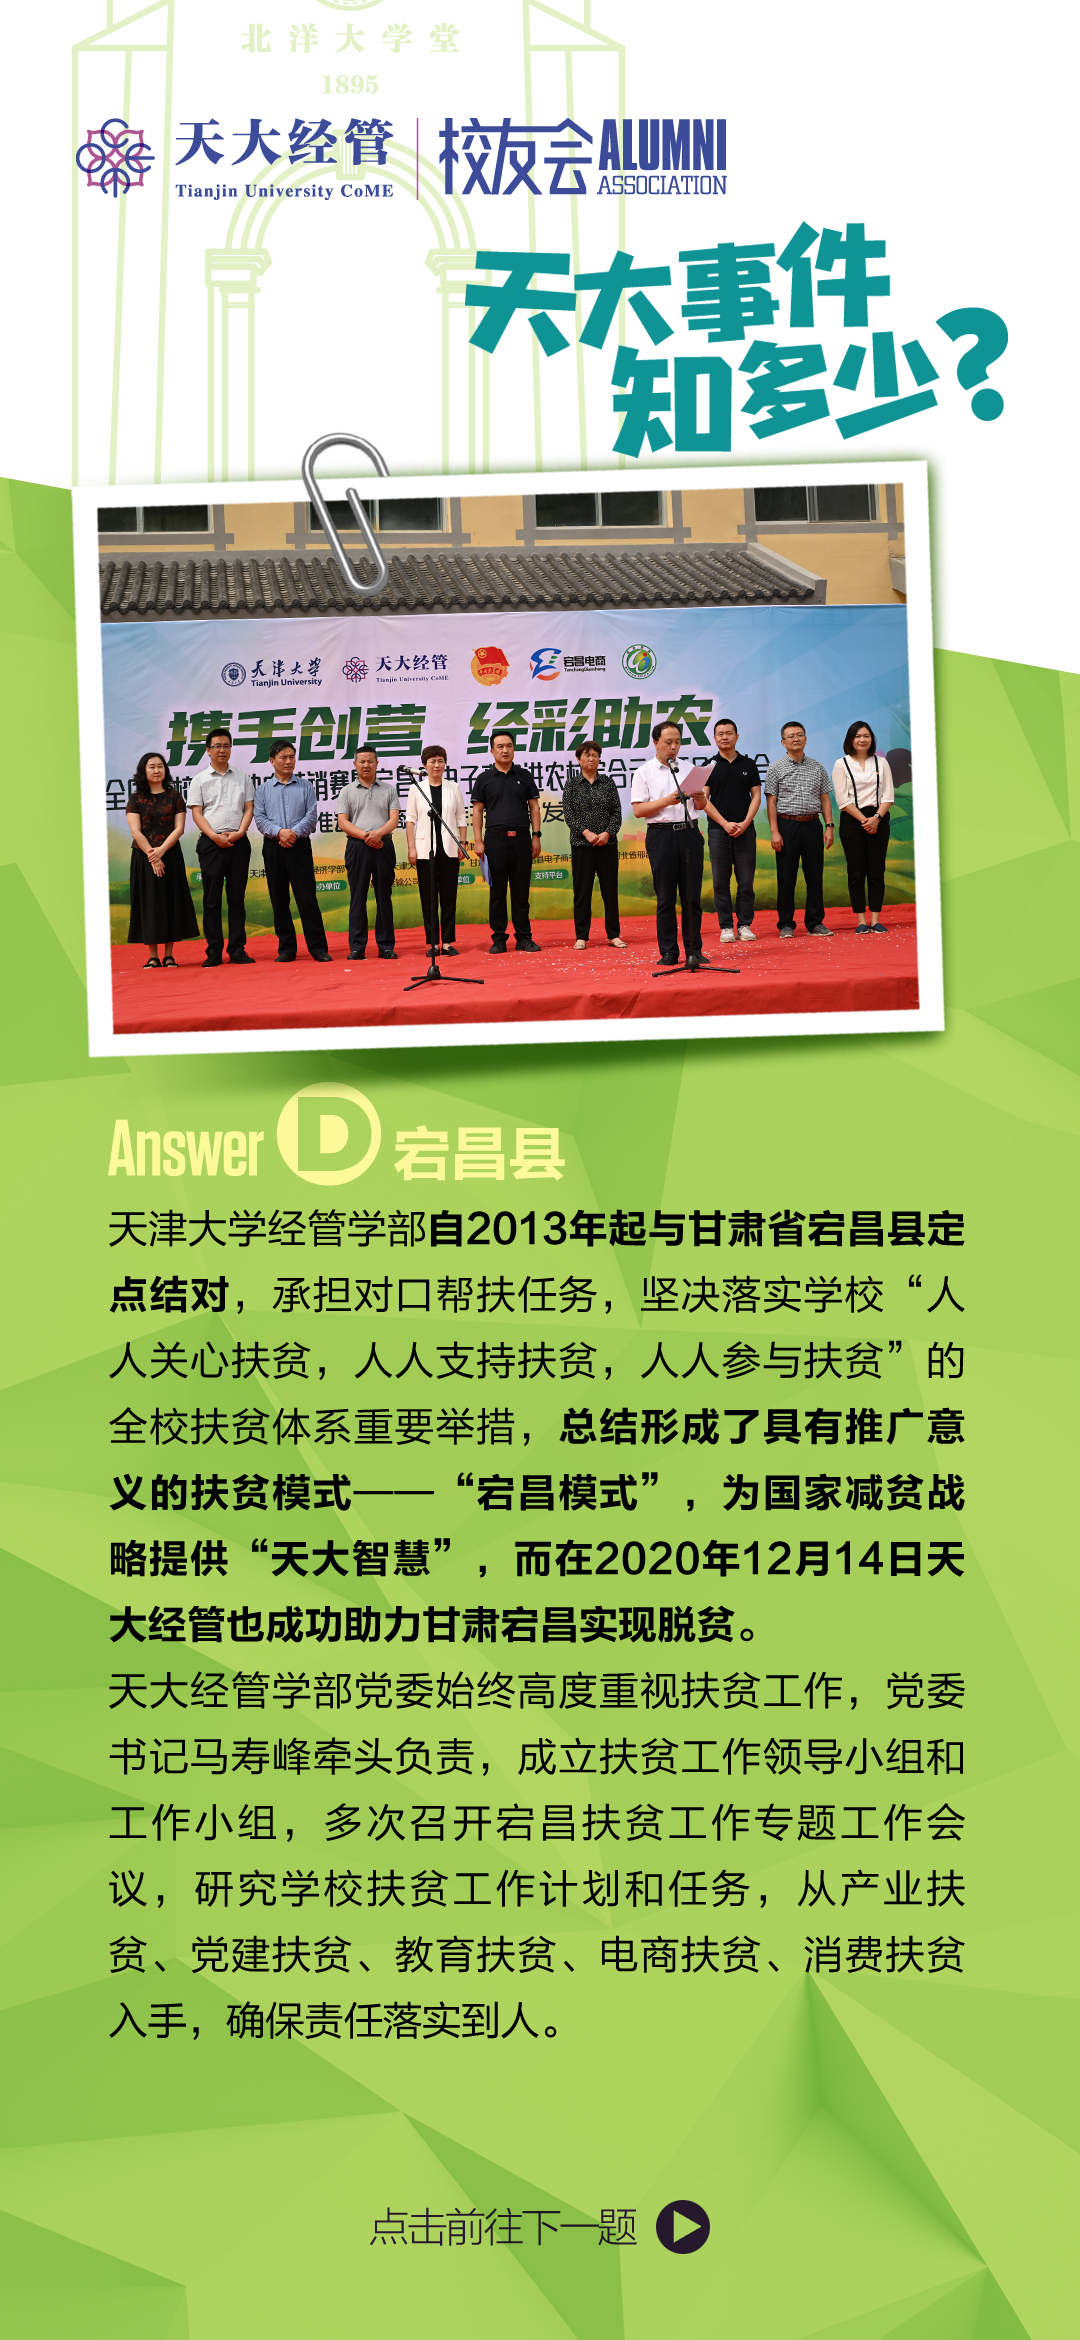 北洋大学堂
1895
天大经管
Tianjin University CoME
校友会
ALUMNI
ASSOCIATION
天大事件
知多少?
天津大学
Tianjin University
天大经管
Tianjin University CoME
宕昌电商
携手创营 经彩助农
支持平台
Answer D 宕昌县
天津大学经管学部自2013年起与甘肃省宕昌县定
点结对，承担对口帮扶任务，坚决落实学校“人
人关心扶贫，人人支持扶贫，人人参与扶贫”的
全校扶贫体系重要举措，总结形成了具有推广意
义的扶贫模式——“宕昌模式”，为国家减贫战
略提供“天大智慧”，而在2020年12月14日天
大经管也成功助力甘肃宕昌实现脱贫。
天大经管学部党委始终高度重视扶贫工作，党委
书记马寿峰牵头负责，成立扶贫工作领导小组和
工作小组，多次召开宕昌扶贫工作专题工作会
议，研究学校扶贫工作计划和任务，从产业扶
贫、党建扶贫、教育扶贫、电商扶贫、消费扶贫
入手，确保责任落实到人。
点击前往下一题